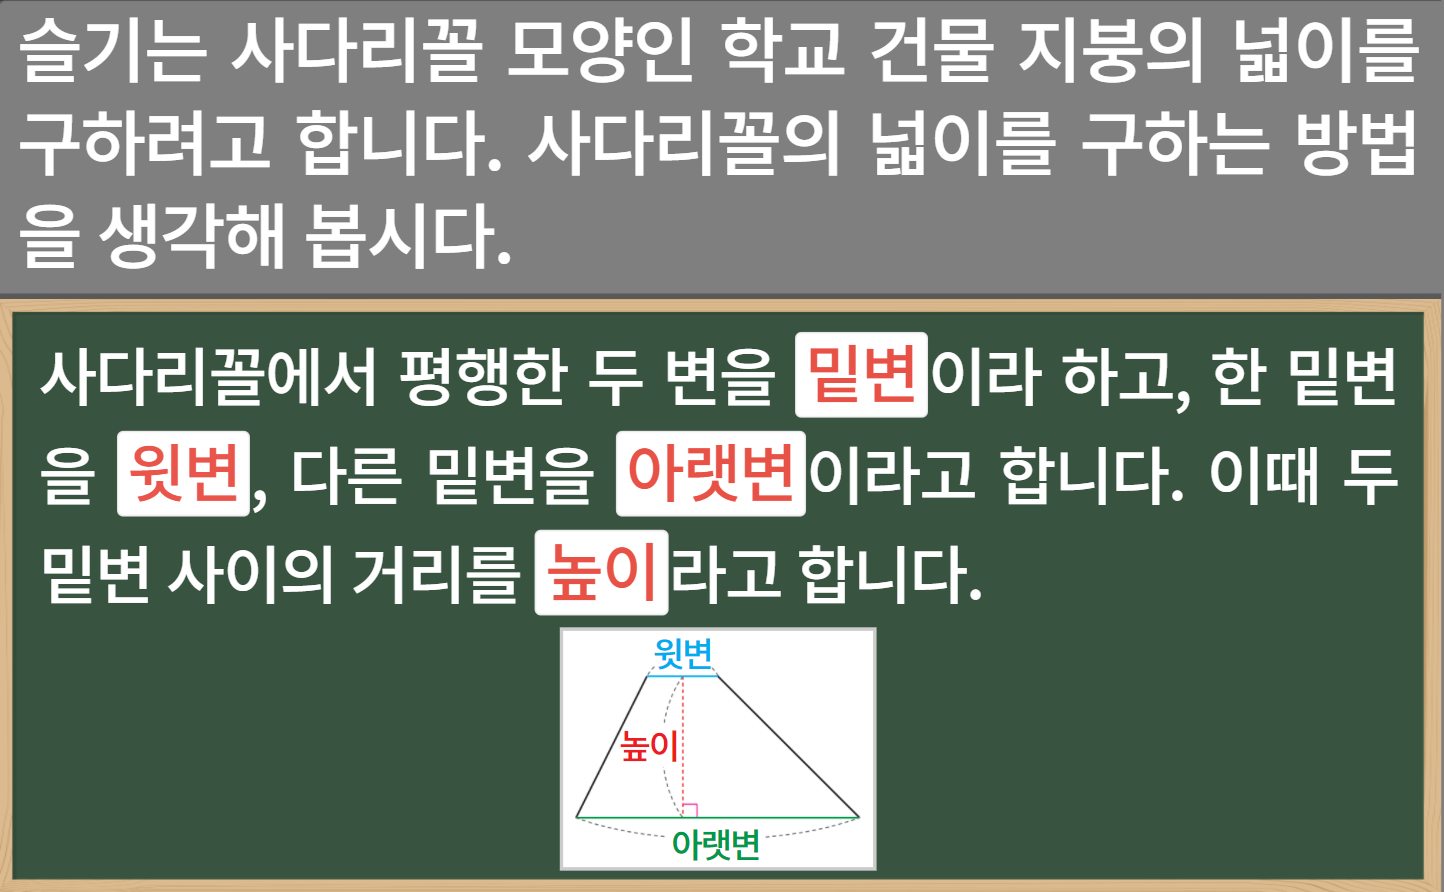 슬기는 사다리꼴 모양인 학교 건물 지붕의 넓이를
구하려고 합니다. 사다리꼴의 넓이를 구하는 방법
을 생각해 봅시다.
사다리꼴에서 평행한 두 변을 밑변이라 하고, 한 밑변
을 윗변, 다른 밑변을 아랫변이라고 합니다. 이때 두
밑변 사이의 거리를 높이라고 합니다.
윗변
높이
아랫변